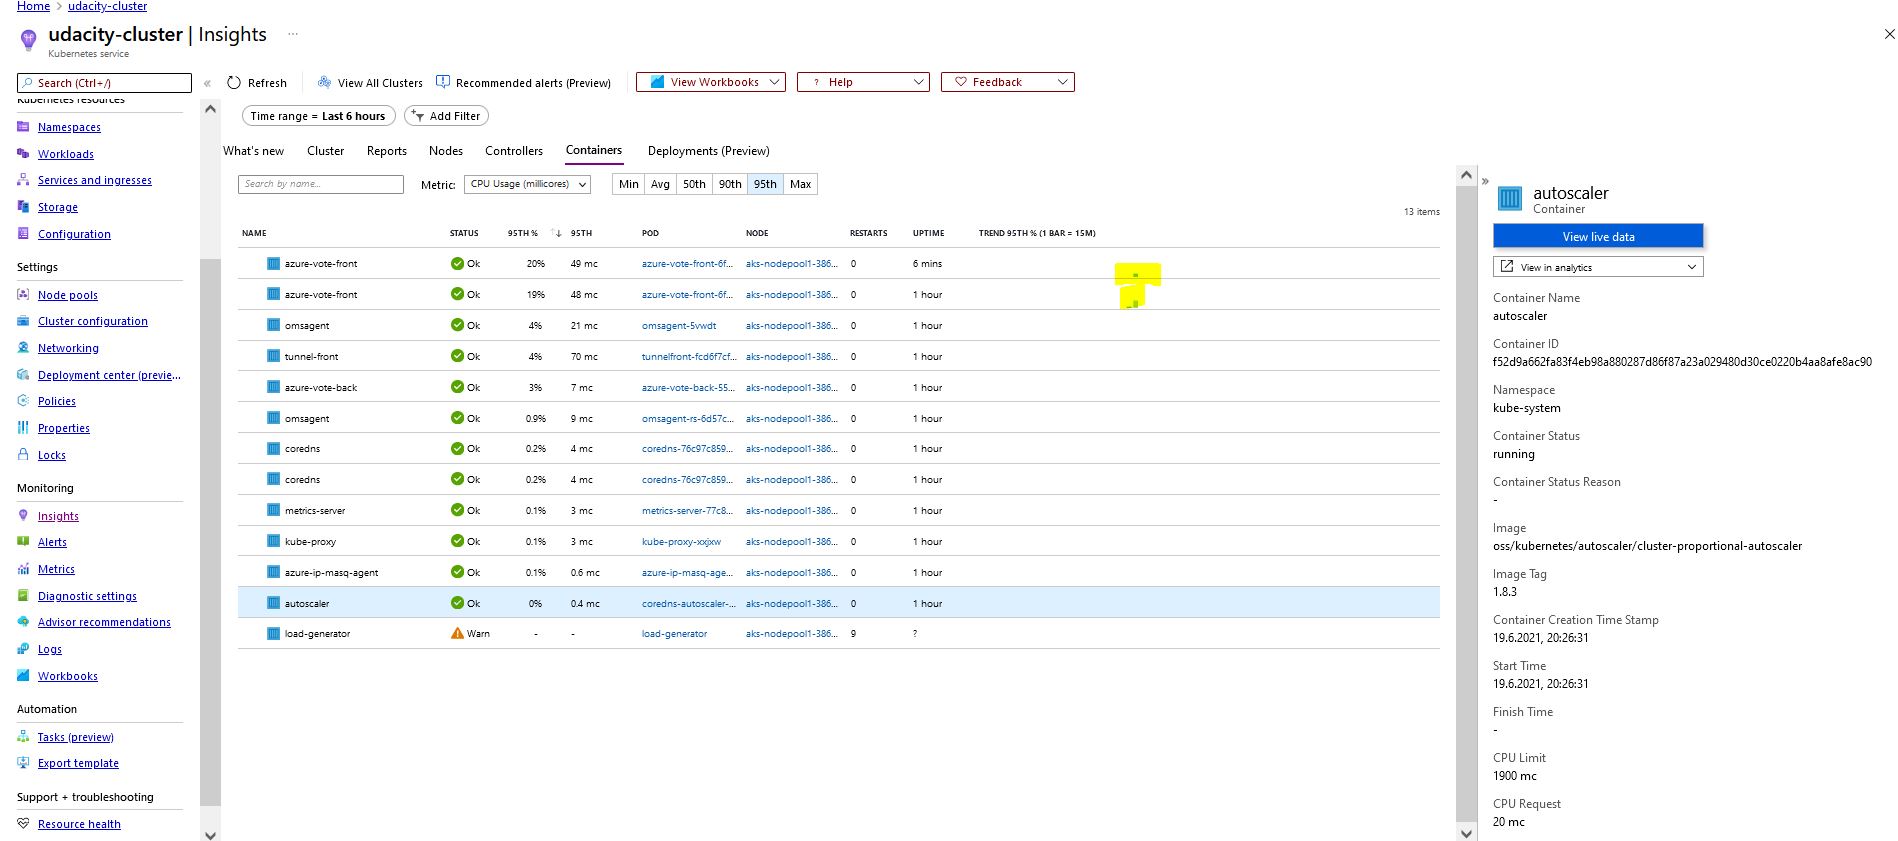 Home > udacity-cluster
udacity-cluster | Insights ...
Kubernetes service
Search (Ctrl+/)
«
Refresh
View All Clusters
Recommended alerts (Preview)
View Workbooks
? Help
Feedback
Kubernetes resources
Namespaces
Workloads
Services and ingresses
Storage
Configuration
Settings
Node pools
Cluster configuration
Networking
Deployment center (previe...
Policies
Properties
Locks
Monitoring
Insights
Alerts
Metrics
Diagnostic settings
Advisor recommendations
Logs
Workbooks
Automation
Tasks (preview)
Export template
Support + troubleshooting
Resource health
Time range = Last 6 hours
Add Filter
What's new Cluster Reports Nodes Controllers Containers Deployments (Preview)
Search by name...
Metric: CPU Usage (millicores)
Min Avg 50th 90th 95th Max
13 items
NAME STATUS 95TH % ↑↓ 95TH POD NODE RESTARTS UPTIME TREND 95TH % (1 BAR = 15M)
azure-vote-front Ok 20% 49 mc azure-vote-front-6f... aks-nodepool1-386... 0 6 mins
azure-vote-front Ok 19% 48 mc azure-vote-front-6f... aks-nodepool1-386... 0 1 hour
omsagent Ok 4% 21 mc omsagent-5vwdt aks-nodepool1-386... 0 1 hour
tunnel-front Ok 4% 70 mc tunnelfront-fcd6f7cf... aks-nodepool1-386... 0 1 hour
azure-vote-back Ok 3% 7 mc azure-vote-back-55... aks-nodepool1-386... 0 1 hour
omsagent Ok 0.9% 9 mc omsagent-rs-6d57c... aks-nodepool1-386... 0 1 hour
coredns Ok 0.2% 4 mc coredns-76c97c859... aks-nodepool1-386... 0 1 hour
coredns Ok 0.2% 4 mc coredns-76c97c859... aks-nodepool1-386... 0 1 hour
metrics-server Ok 0.1% 3 mc metrics-server-77c8... aks-nodepool1-386... 0 1 hour
kube-proxy Ok 0.1% 3 mc kube-proxy-xxjxw aks-nodepool1-386... 0 1 hour
azure-ip-masq-agent Ok 0.1% 0.6 mc azure-ip-masq-age... aks-nodepool1-386... 0 1 hour
autoscaler Ok 0% 0.4 mc coredns-autoscaler-... aks-nodepool1-386... 0 1 hour
load-generator Warn - - load-generator aks-nodepool1-386... 9 ?
»
autoscaler
Container
View live data
View in analytics
Container Name
autoscaler
Container ID
f52d9a662fa83f4eb98a880287d86f87a23a029480d30ce0220b4aa8afe8ac90
Namespace
kube-system
Container Status
running
Container Status Reason
-
Image
oss/kubernetes/autoscaler/cluster-proportional-autoscaler
Image Tag
1.8.3
Container Creation Time Stamp
19.6.2021, 20:26:31
Start Time
19.6.2021, 20:26:31
Finish Time
-
CPU Limit
1900 mc
CPU Request
20 mc